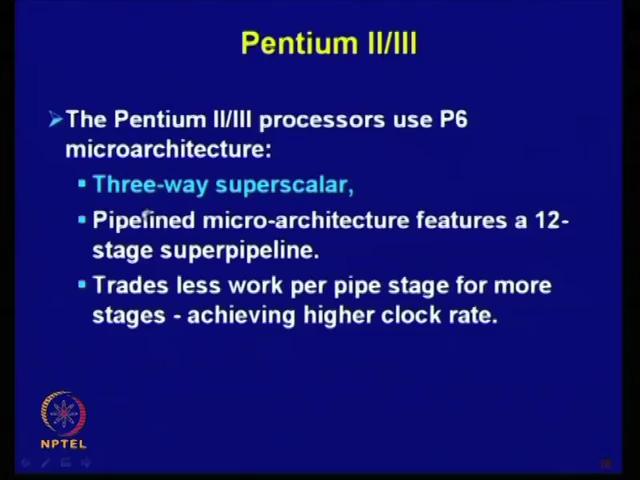 Pentium II/III
The Pentium II/III processors use P6
microarchitecture:
Three-way superscalar,
Pipelined micro-architecture features a 12-
stage superpipeline.
Trades less work per pipe stage for more
stages - achieving higher clock rate.
NPTEL